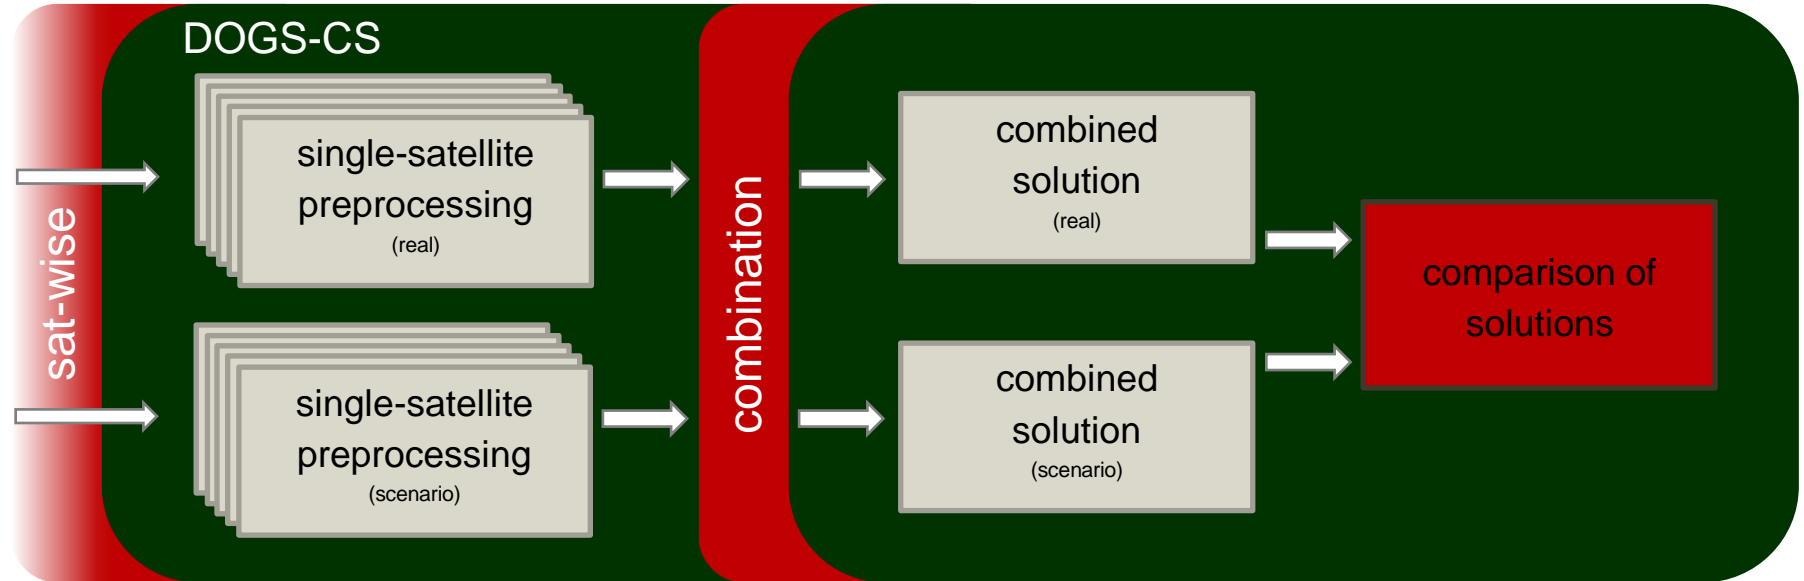 DOGS-CS
sat-wise
single-satellite
preprocessing
(real)
single-satellite
preprocessing
(scenario)
combination
combined
solution
(real)
combined
solution
(scenario)
comparison of
solutions